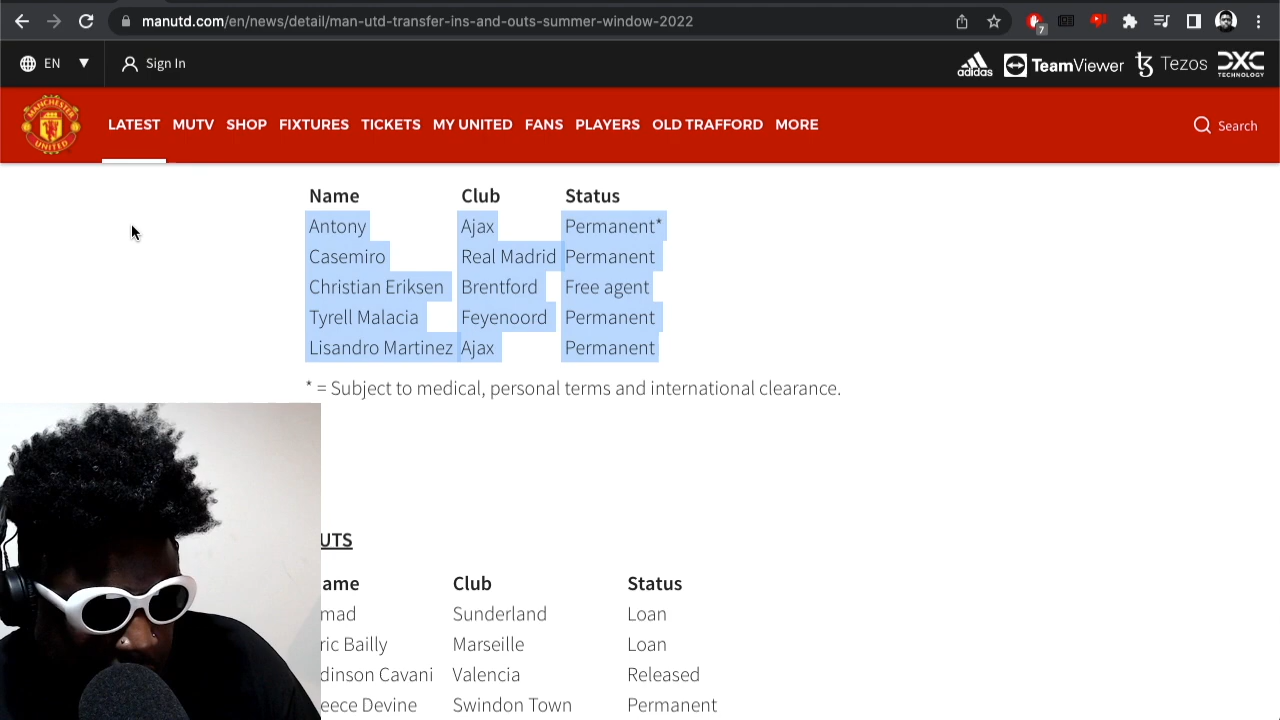 manutd.com/en/news/detail/man-utd-transfer-ins-and-outs-summer-window-2022
7
EN Sign In adidas TeamViewer Tezos DXC TECHNOLOGY
MANCHESTER UNITED
LATEST MUTV SHOP FIXTURES TICKETS MY UNITED FANS PLAYERS OLD TRAFFORD MORE Search
Name Club Status
Antony Ajax Permanent*
Casemiro Real Madrid Permanent
Christian Eriksen Brentford Free agent
Tyrell Malacia Feyenoord Permanent
Lisandro Martinez Ajax Permanent
* = Subject to medical, personal terms and international clearance.
UTS
ame Club Status
mad Sunderland Loan
ric Bailly Marseille Loan
dinson Cavani Valencia Released
eece Devine Swindon Town Permanent